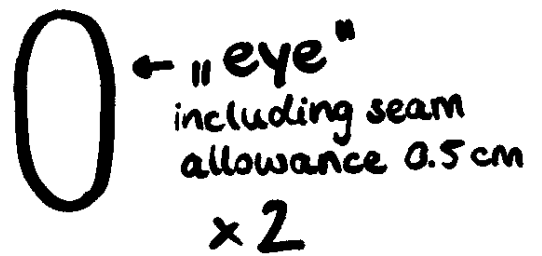 ← „eye"
including seam
allowance 0.5 cm
x 2